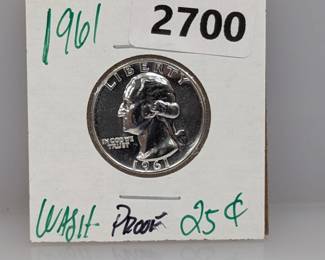 1961
2700
LIBERTY
IN GOD WE
TRUST
1961
WASH PROOF 25¢